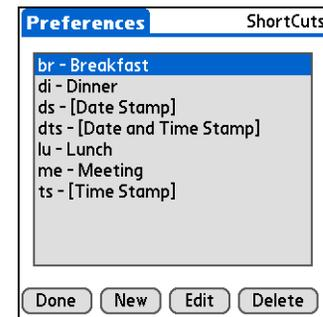 Preferences ShortCuts
br - Breakfast
di - Dinner
ds - [Date Stamp]
dts - [Date and Time Stamp]
lu - Lunch
me - Meeting
ts - [Time Stamp]
Done New Edit Delete